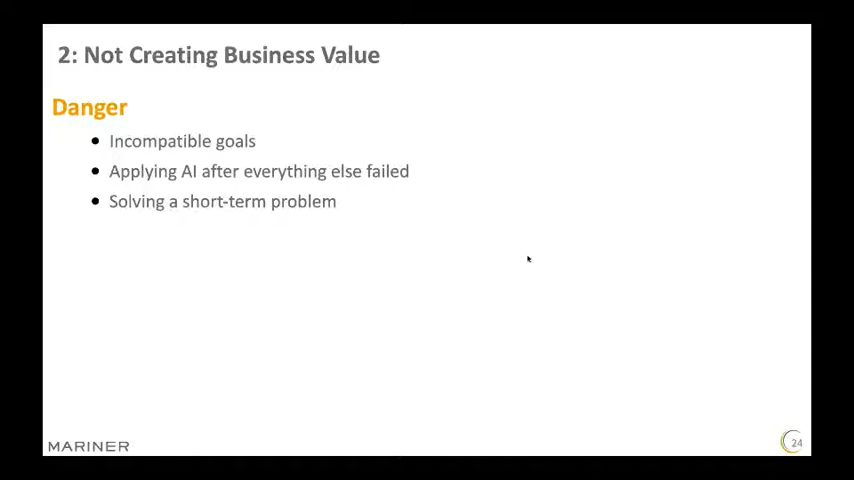 2: Not Creating Business Value
Danger
Incompatible goals
Applying AI after everything else failed
Solving a short-term problem
MARINER
24